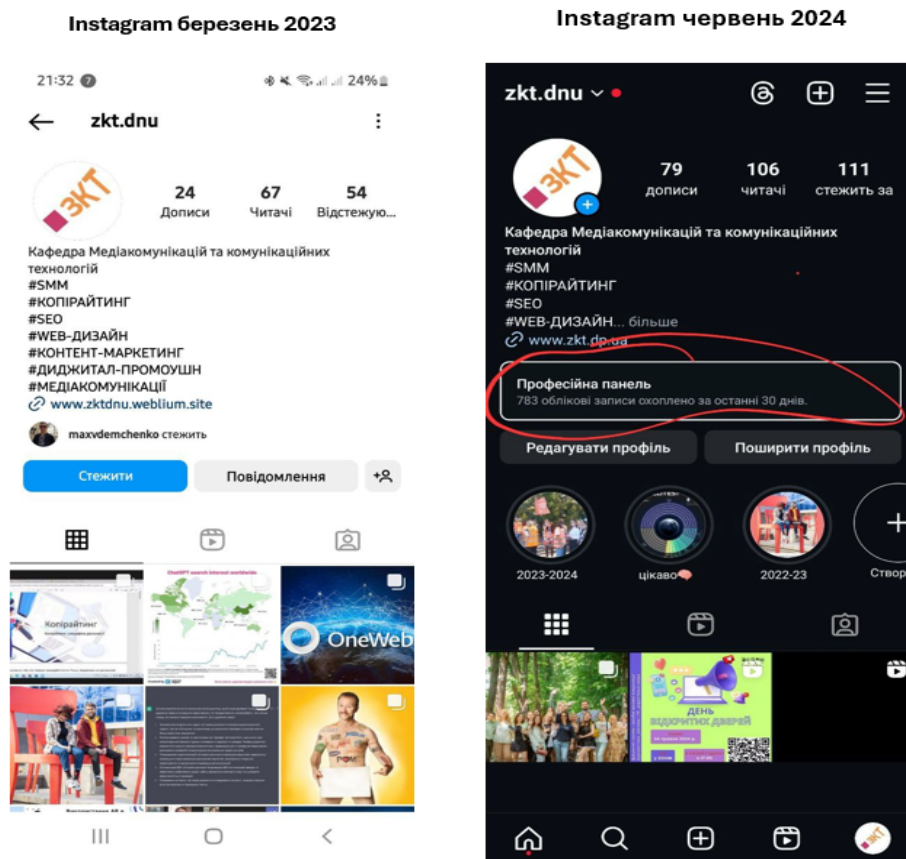 Instagram березень 2023
Instagram червень 2024
21:32 7
24%
zkt.dnu
ЗКТ
24
67
54
Дописи
Читачі
Відстежую...
Кафедра Медіакомунікацій та комунікаційних
технологій
#SMM
#КОПІРАЙТИНГ
#SEO
#WEB-ДИЗАЙН
#КОНТЕНТ-МАРКЕТИНГ
#ДИДЖИТАЛ-ПРОМОУШН
#МЕДІАКОМУНІКАЦІЇ
www.zktdnu.weblium.site
maxvdemchenko стежить
Стежити
Повідомлення
Копірайтинг
OneWeb
zkt.dnu
ЗКТ
79
106
111
дописи
читачі
стежить за
Кафедра Медіакомунікацій та комунікаційних
технологій
#SMM
#КОПІРАЙТИНГ
#SEO
#WEB-ДИЗАЙН... більше
www.zkt.dp.ua
Професійна панель
783 облікові записи охоплено за останні 30 днів.
Редагувати профіль
Поширити профіль
2023-2024
цікаво🧠
2022-23
Створ
ДЕНЬ
ВІДКРИТИХ ДВЕРЕЙ
ЗКТ